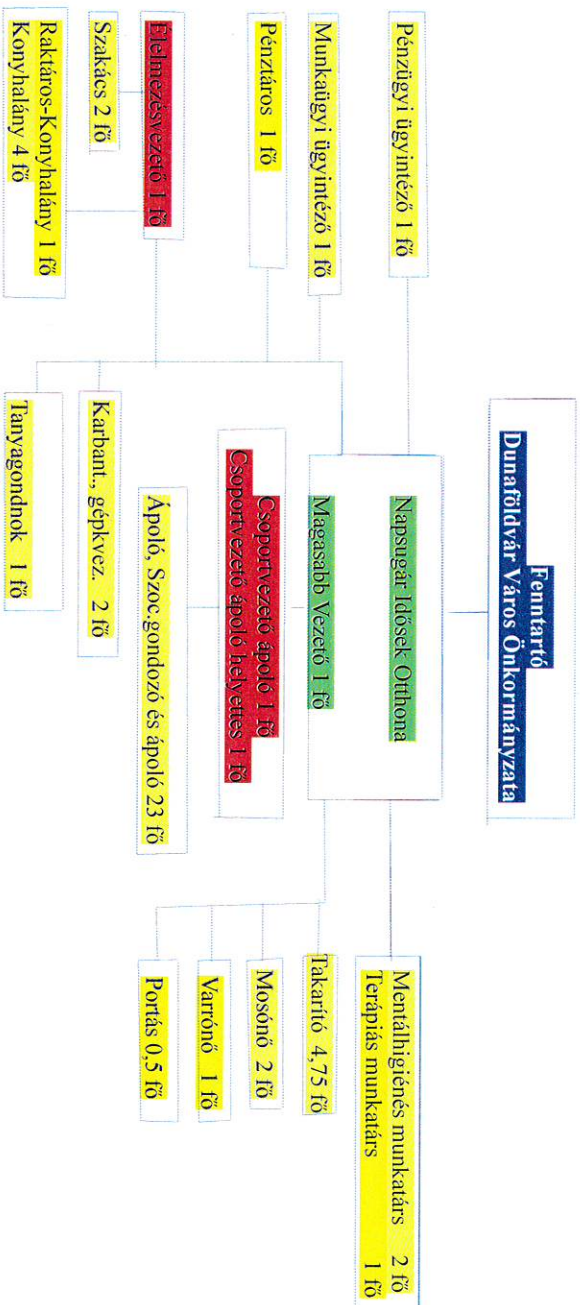 Fenntartó
Dunaföldvár Város Önkormányzata
Napsugár Idősek Otthona
Magasabb Vezető 1 fő
Pénzügyi ügyintéző 1 fő
Munkaügyi ügyintéző 1 fő
Pénztáros 1 fő
Élelmezésvezető 1 fő
Szakács 2 fő
Raktáros-Konyhalány 1 fő
Konyhalány 4 fő
Csoportvezető ápoló 1 fő
Csoportvezető ápoló helyettes 1 fő
Ápoló, Szoc.gondozó és ápoló 23 fő
Karbant., gépkvez. 2 fő
Tanyagondnok 1 fő
Mentálhigiénés munkatárs 2 fő
Terápiás munkatárs 1 fő
Takarító 4,75 fő
Mosónő 2 fő
Varrónő 1 fő
Portás 0,5 fő